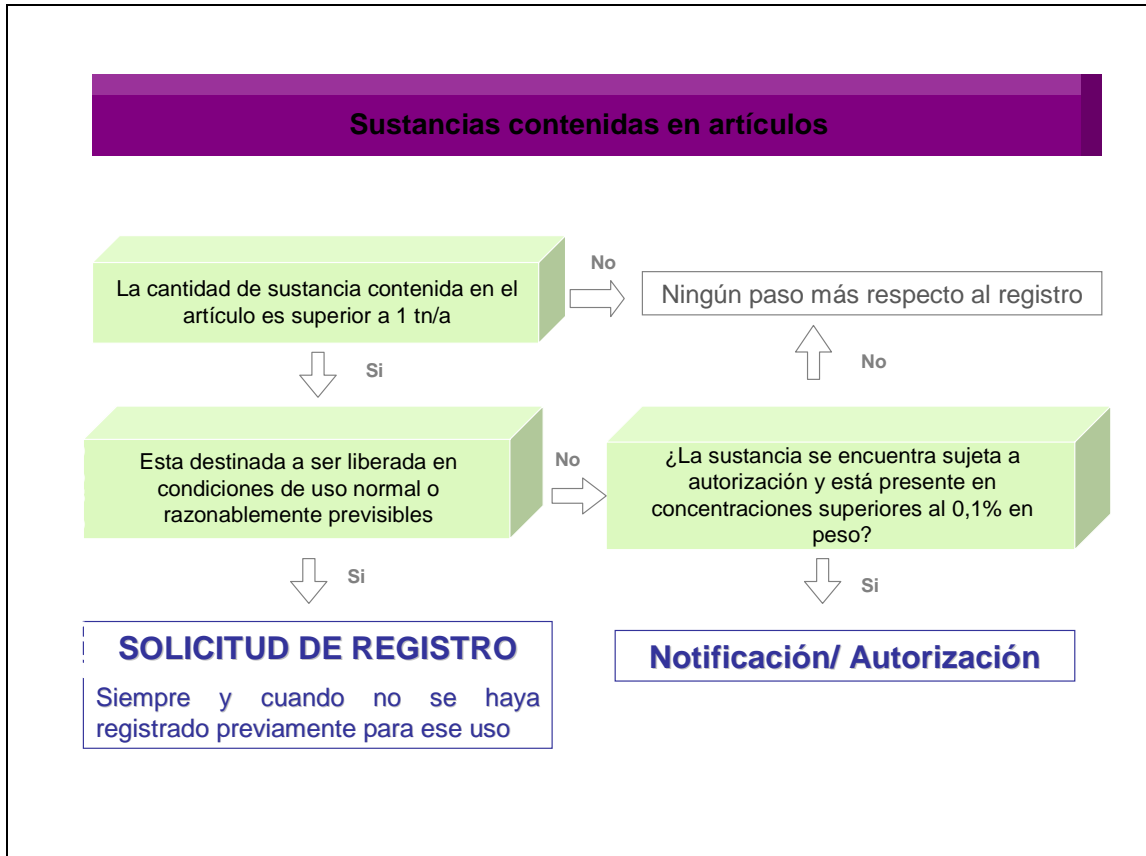 Sustancias contenidas en artículos
La cantidad de sustancia contenida en el
artículo es superior a 1 tn/a
No
Ningún paso más respecto al registro
Si
No
Esta destinada a ser liberada en
condiciones de uso normal o
razonablemente previsibles
No
¿La sustancia se encuentra sujeta a
autorización y está presente en
concentraciones superiores al 0,1% en
peso?
Si
Si
SOLICITUD DE REGISTRO
Siempre y cuando no se haya
registrado previamente para ese uso
Notificación/ Autorización